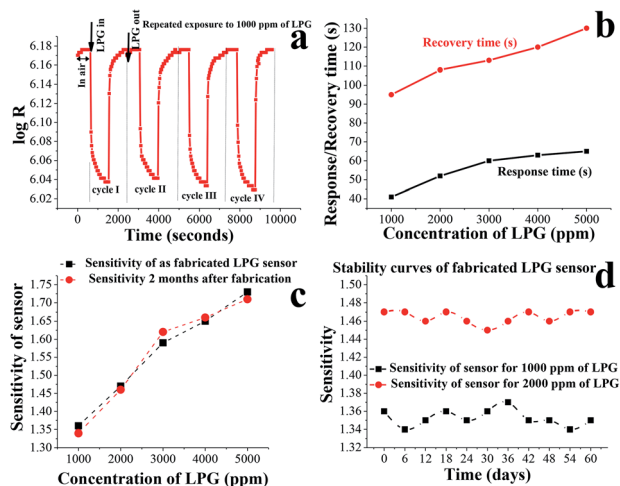 Repeated exposure to 1000 ppm of LPG
a
LPG in
LPG out
In air
log R
6.18
6.16
6.14
6.12
6.10
6.08
6.06
6.04
6.02
cycle I
cycle II
cycle III
cycle IV
0 2000 4000 6000 8000 10000
Time (seconds)
b
Recovery time (s)
Response time (s)
Response/Recovery time (s)
130
120
110
100
90
80
70
60
50
40
1000 2000 3000 4000 5000
Concentration of LPG (ppm)
Sensitivity of as fabricated LPG sensor
Sensitivity 2 months after fabrication
c
Sensitivity of sensor
1.75
1.70
1.65
1.60
1.55
1.50
1.45
1.40
1.35
1.30
1000 2000 3000 4000 5000
Concentration of LPG (ppm)
Stability curves of fabricated LPG sensor
d
Sensitivity of sensor for 1000 ppm of LPG
Sensitivity of sensor for 2000 ppm of LPG
Sensitivity
1.50
1.48
1.46
1.44
1.42
1.40
1.38
1.36
1.34
1.32
0 6 12 18 24 30 36 42 48 54 60
Time (days)